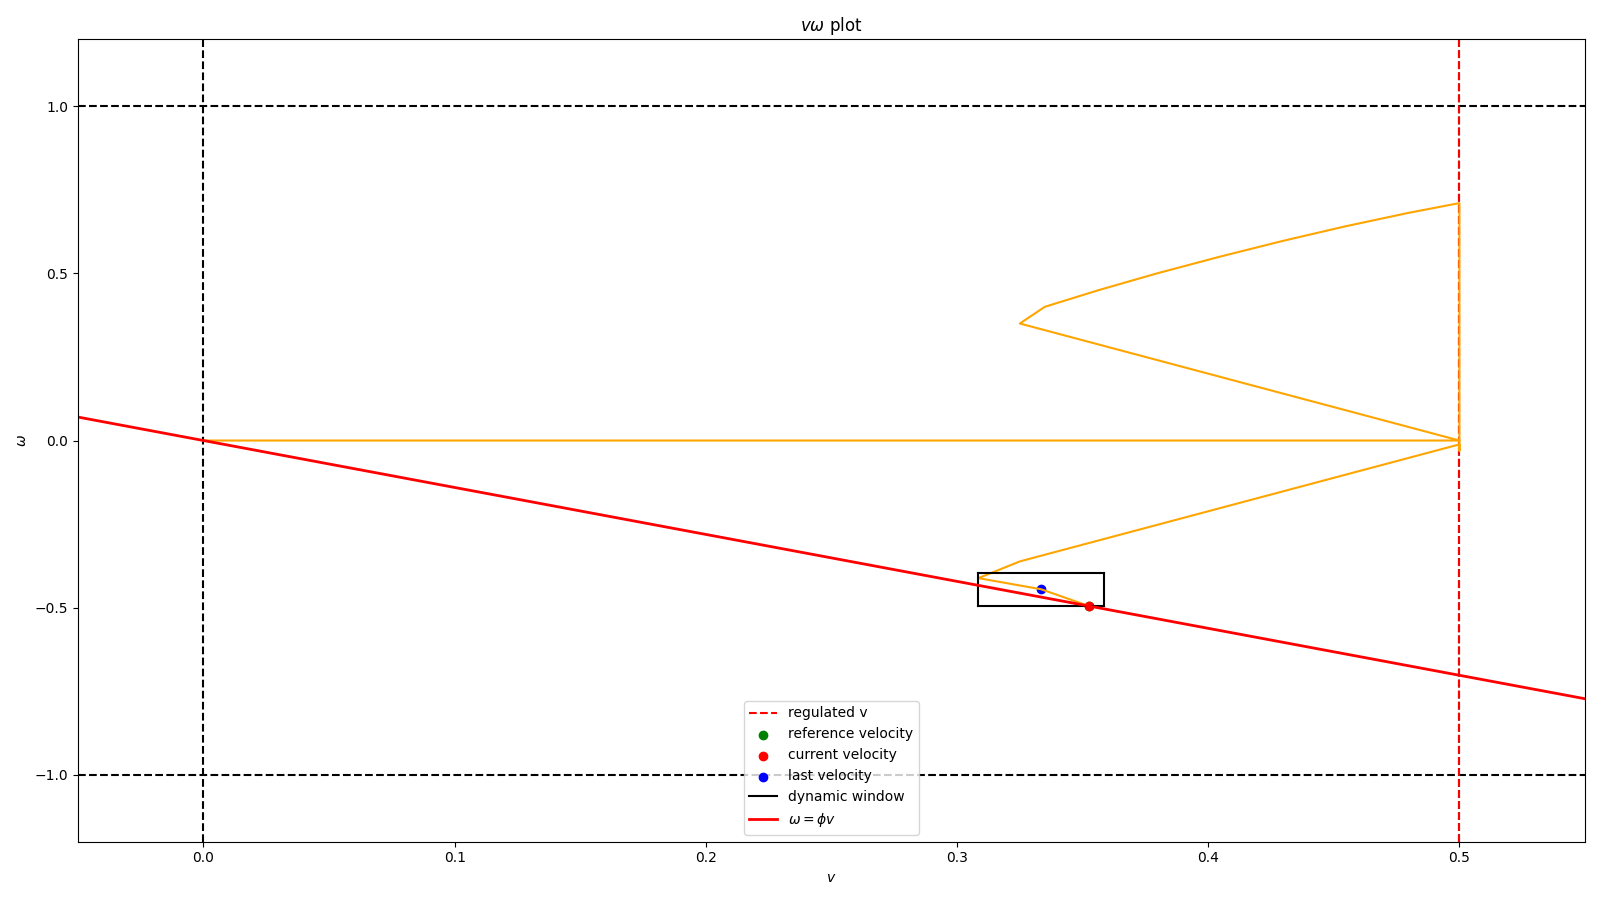 vω plot
1.0
0.5
0.0
−0.5
−1.0
ω
0.0 0.1 0.2 0.3 0.4 0.5
v
regulated v
reference velocity
current velocity
last velocity
dynamic window
ω = ϕv